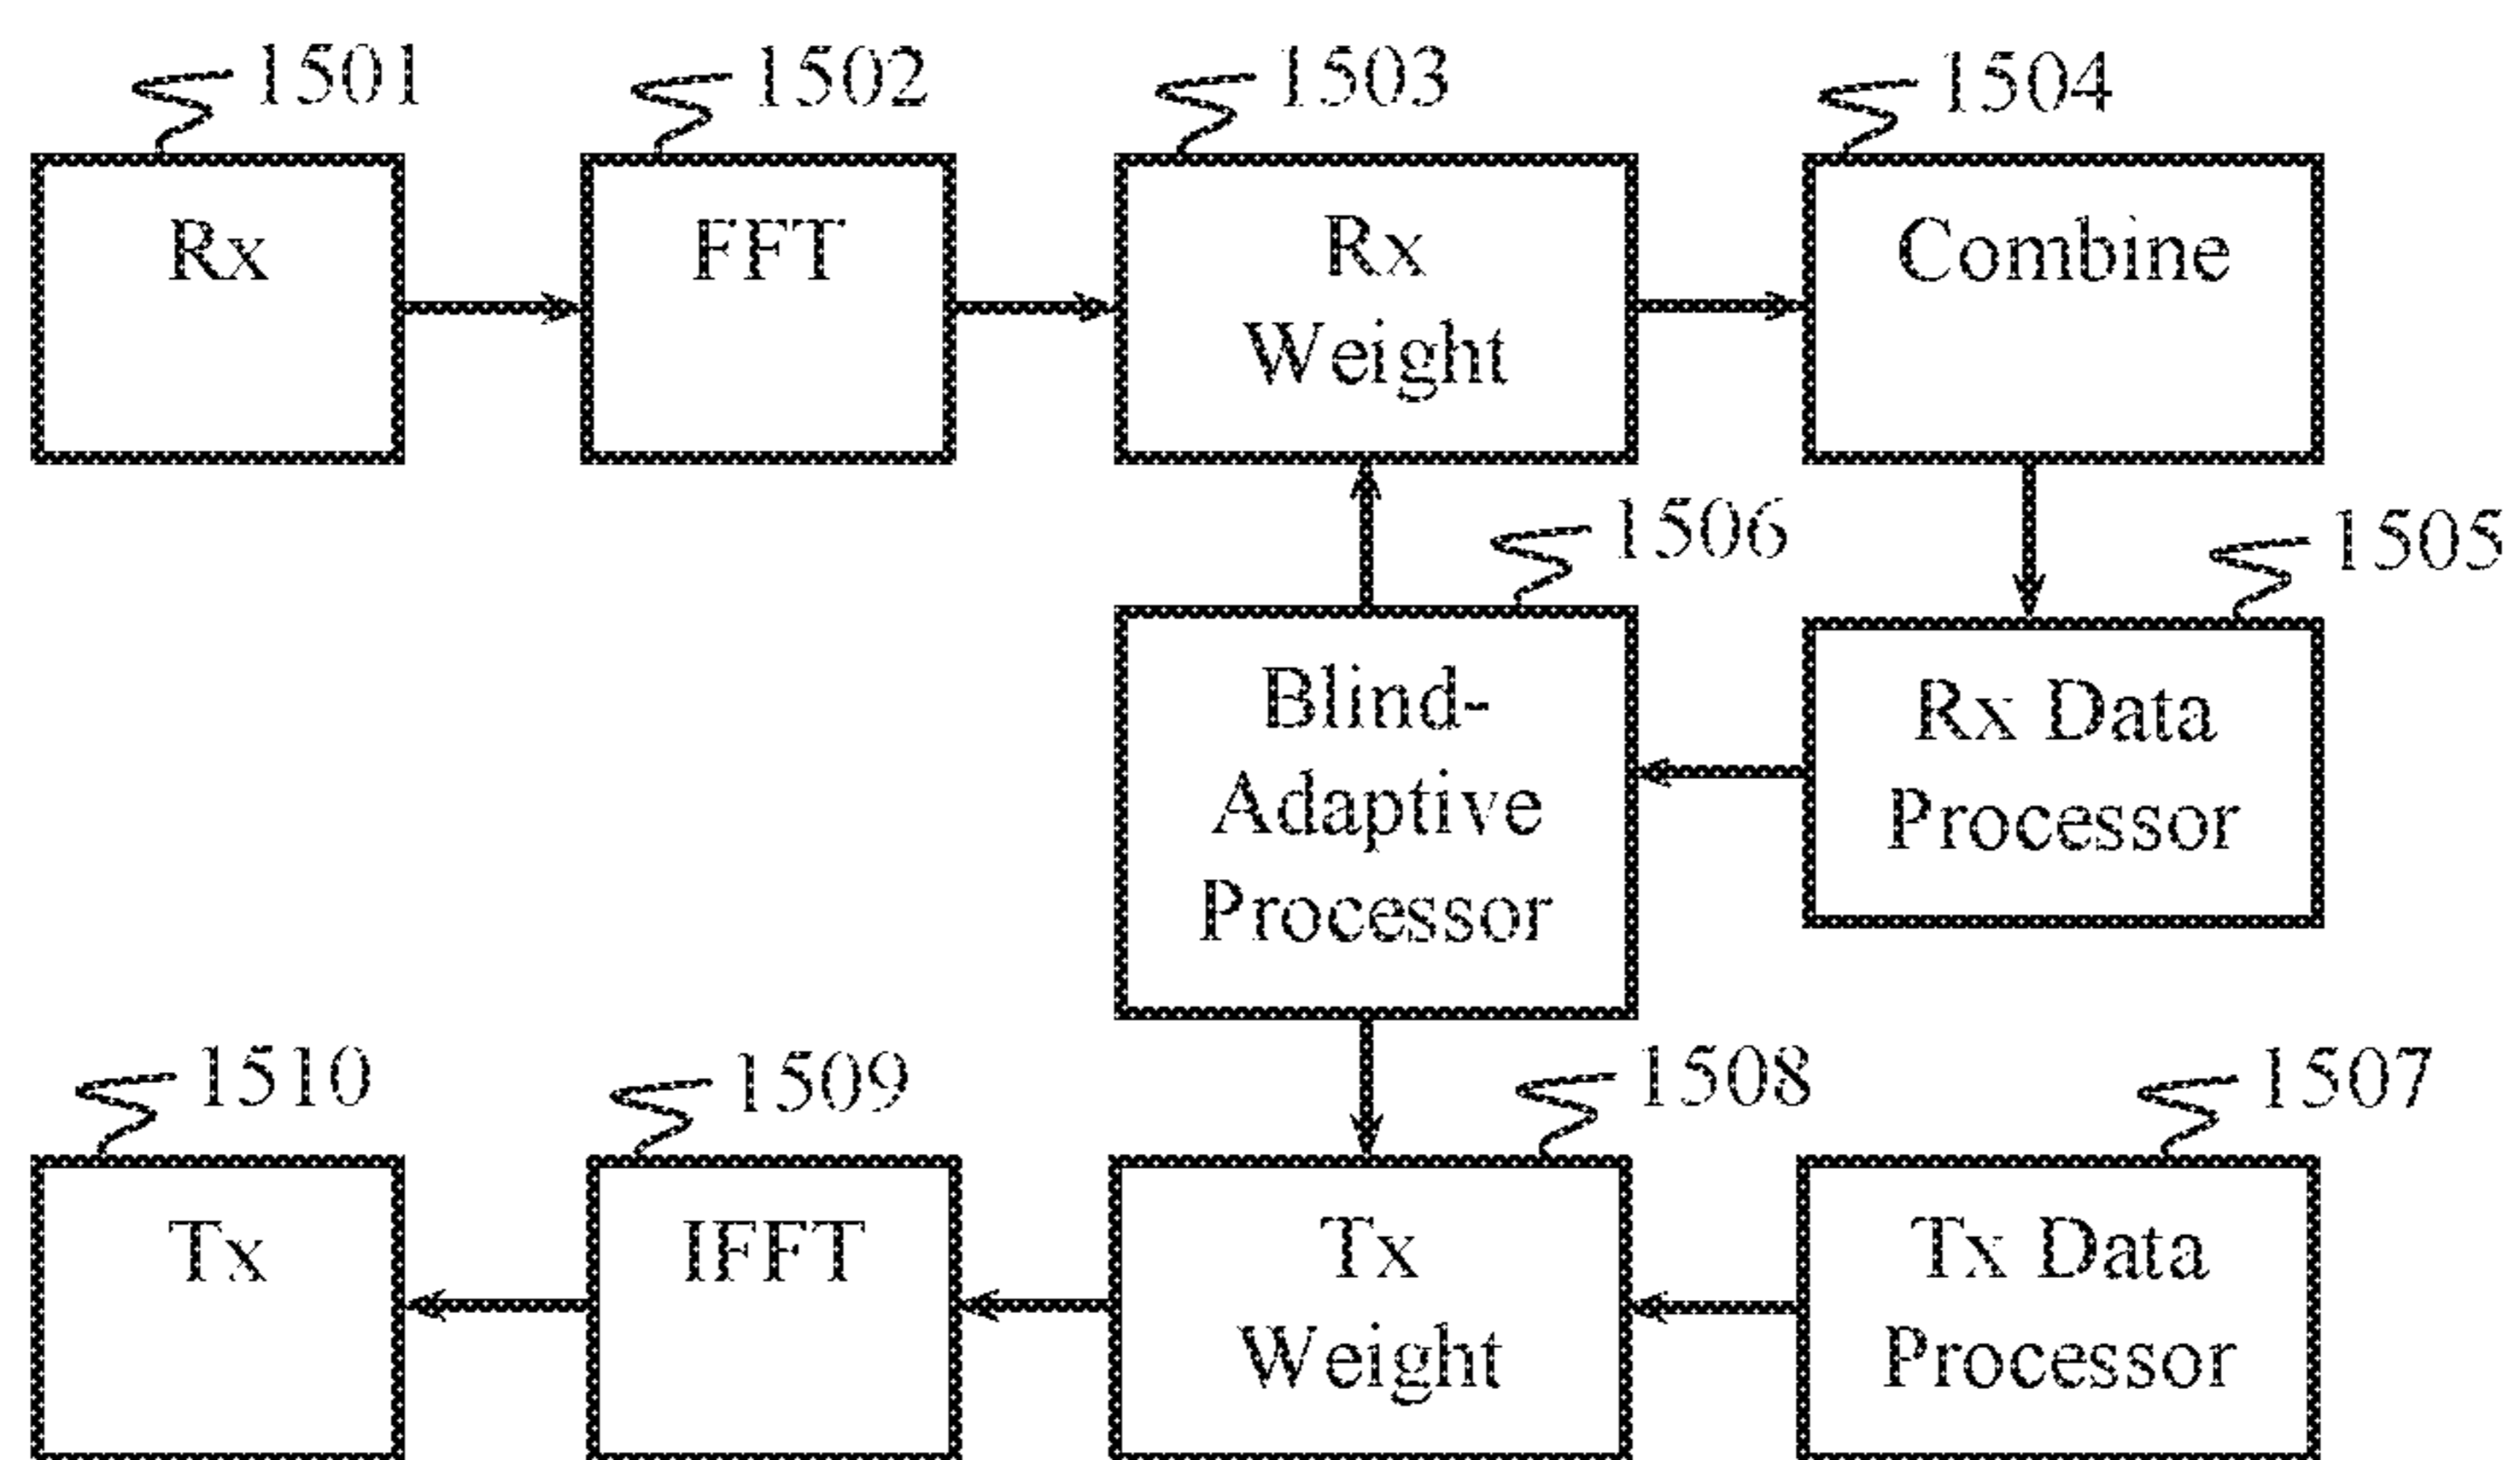 1501
1502
1503
1504
Rx
FFT
Rx
Weight
Combine
1506
1505
Blind-
Adaptive
Processor
Rx Data
Processor
1510
1509
1508
1507
Tx
IFFT
Tx
Weight
Tx Data
Processor